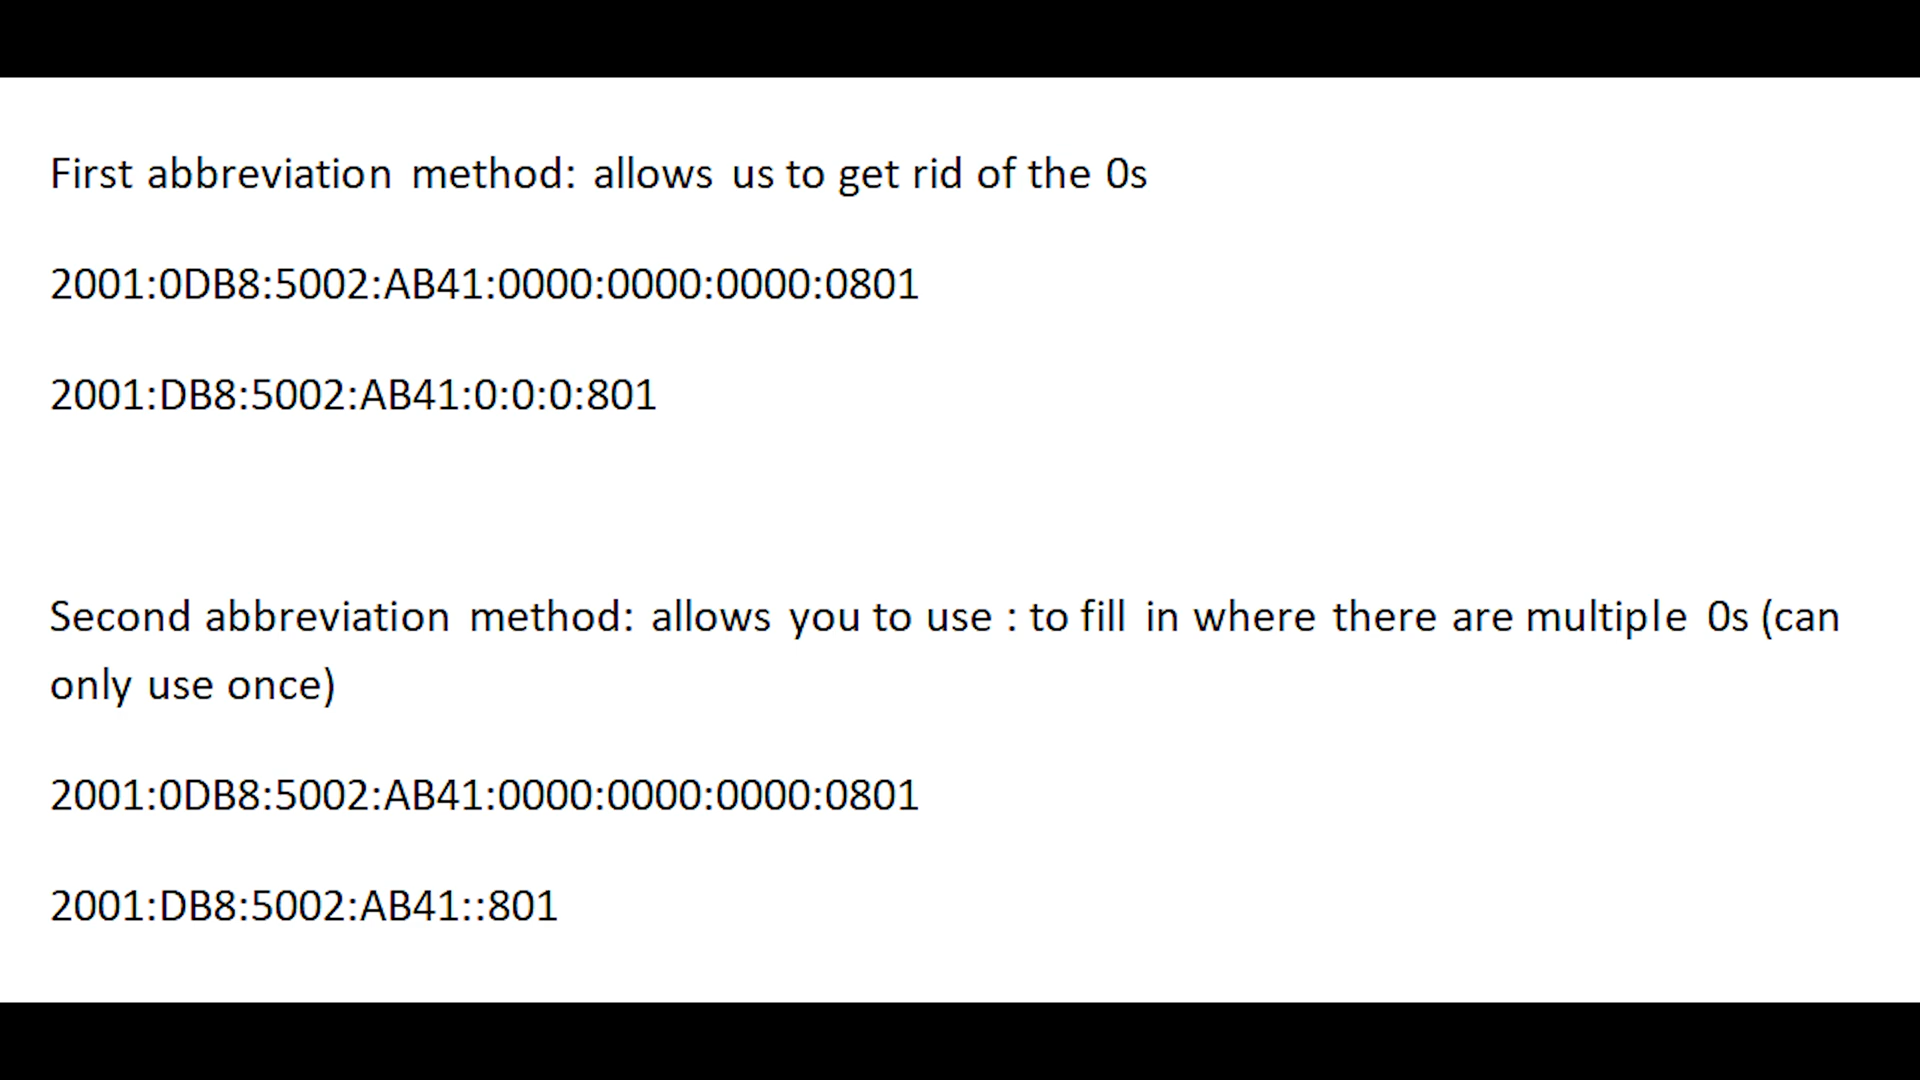 First abbreviation method: allows us to get rid of the 0s
2001:0DB8:5002:AB41:0000:0000:0000:0801
2001:DB8:5002:AB41:0:0:0:801
Second abbreviation method: allows you to use : to fill in where there are multiple 0s (can
only use once)
2001:0DB8:5002:AB41:0000:0000:0000:0801
2001:DB8:5002:AB41::801